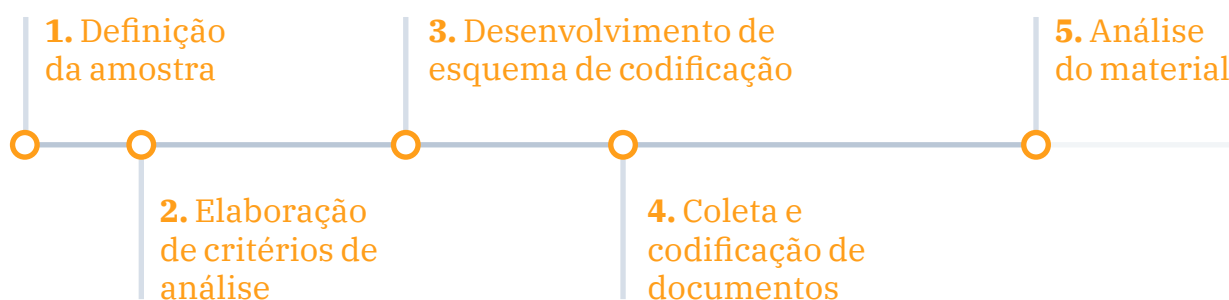 1. Definição
da amostra
2. Elaboração
de critérios de
análise
3. Desenvolvimento de
esquema de codificação
4. Coleta e
codificação de
documentos
5. Análise
do material